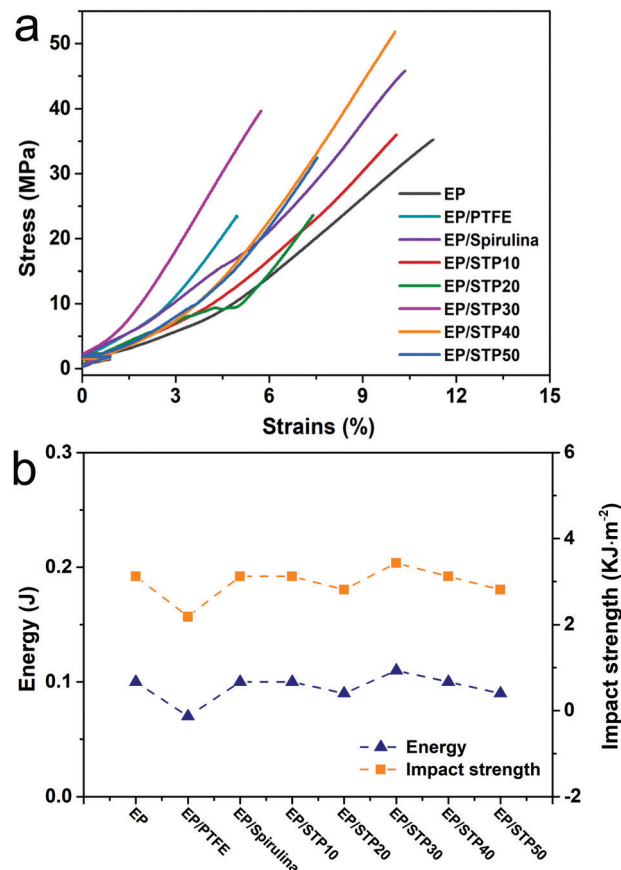 a
50
40
30
20
10
0
Stress (MPa)
EP
EP/PTFE
EP/Spirulina
EP/STP10
EP/STP20
EP/STP30
EP/STP40
EP/STP50
0 3 6 9 12 15
Strains (%)
b
0.3
0.2
0.1
0.0
Energy (J)
6
4
2
0
-2
Impact strength (KJ·m⁻²)
Energy
Impact strength
EP
EP/PTFE
EP/Spirulina
EP/STP10
EP/STP20
EP/STP30
EP/STP40
EP/STP50